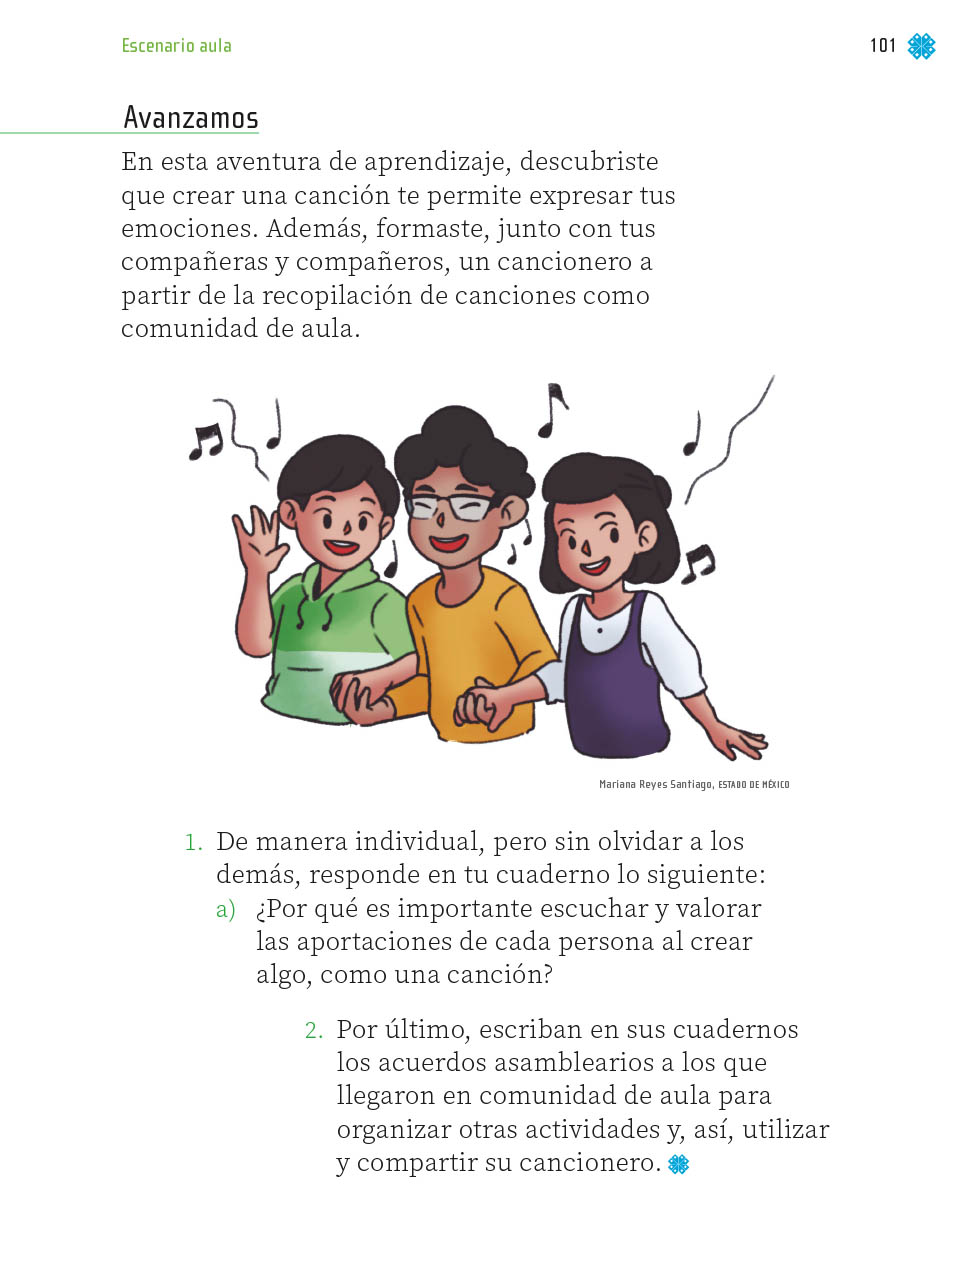 Escenario aula
101
Avanzamos
En esta aventura de aprendizaje, descubriste
que crear una canción te permite expresar tus
emociones. Además, formaste, junto con tus
compañeras y compañeros, un cancionero a
partir de la recopilación de canciones como
comunidad de aula.
Mariana Reyes Santiago, ESTADO DE MÉXICO
1. De manera individual, pero sin olvidar a los
demás, responde en tu cuaderno lo siguiente:
a) ¿Por qué es importante escuchar y valorar
las aportaciones de cada persona al crear
algo, como una canción?
2. Por último, escriban en sus cuadernos
los acuerdos asamblearios a los que
llegaron en comunidad de aula para
organizar otras actividades y, así, utilizar
y compartir su cancionero.